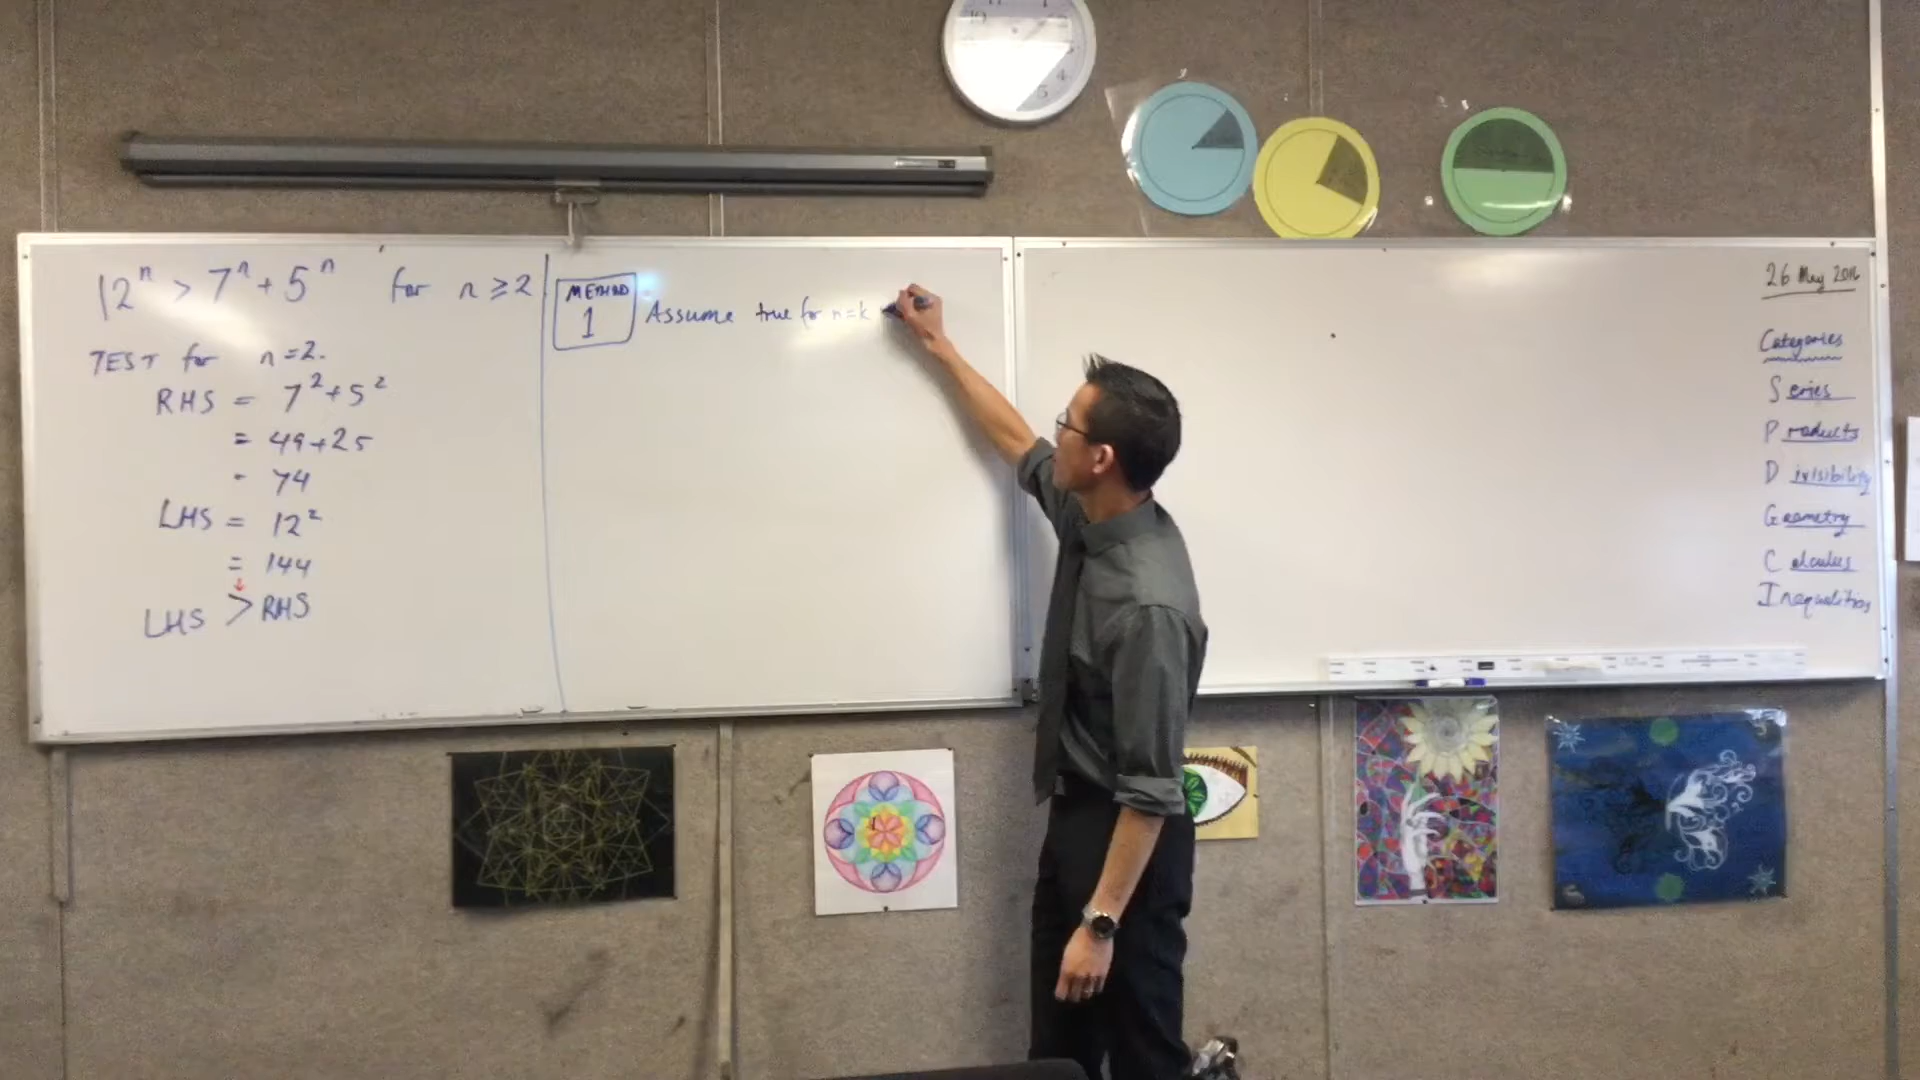 12ⁿ > 7ⁿ + 5ⁿ for n ≥ 2
TEST for n = 2.
RHS = 7² + 5²
= 49 + 25
= 74
LHS = 12²
= 144
LHS > RHS
METHOD
1
Assume true for n = k
26 May 2016
Categories
Series
Products
Divisibility
Geometry
Calculus
Inequalities